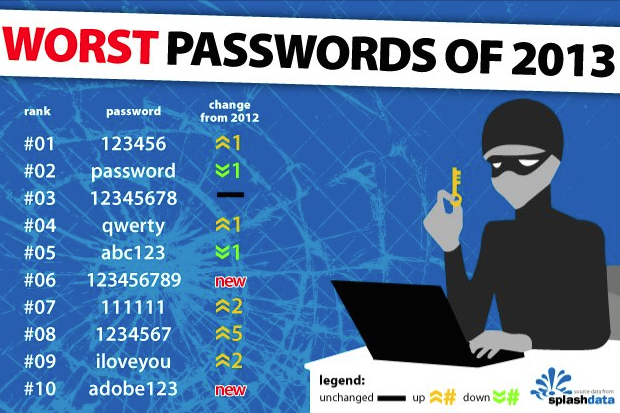 WORST PASSWORDS OF 2013
rank password change from 2012
#01 123456 1
#02 password 1
#03 12345678
#04 qwerty 1
#05 abc123 1
#06 123456789 new
#07 111111 2
#08 1234567 5
#09 iloveyou 2
#10 adobe123 new
legend:
unchanged up # down #
source data from
splashdata